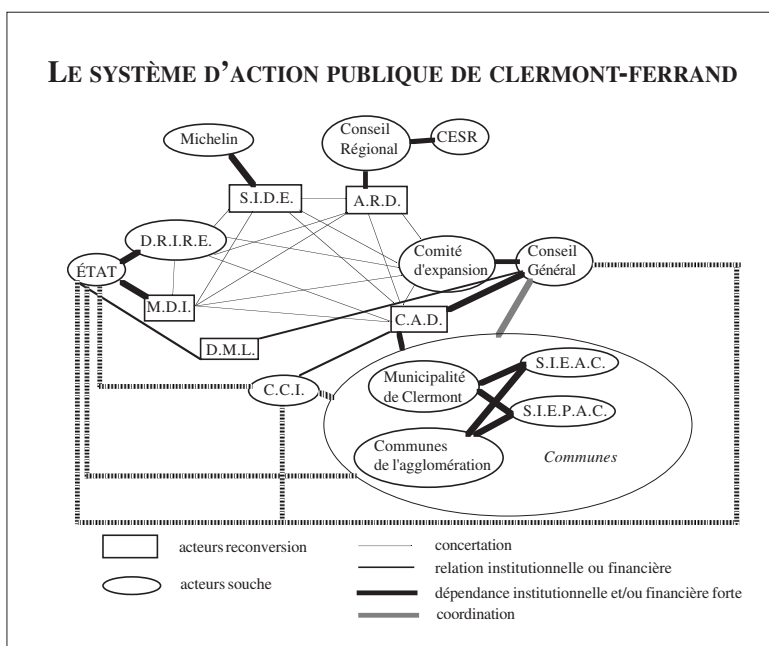 LE SYSTÈME D'ACTION PUBLIQUE DE CLERMONT-FERRAND
Michelin
Conseil
Régional
CESR
S.I.D.E.
A.R.D.
D.R.I.R.E.
ÉTAT
Comité
d'expansion
Conseil
Général
M.D.I.
C.A.D.
D.M.L.
C.C.I.
Municipalité
de Clermont
S.I.E.A.C.
S.I.E.P.A.C.
Communes
de l'agglomération
Communes
acteurs reconversion
acteurs souche
concertation
relation institutionnelle ou financière
dépendance institutionnelle et/ou financière forte
coordination